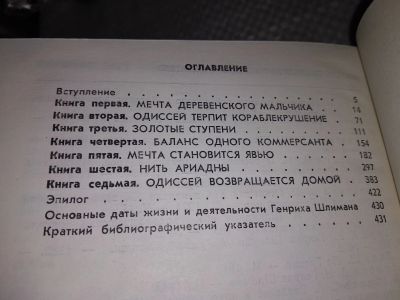 ОГЛАВЛЕНИЕ
Вступление . . . . . . . . . . . . . . . 5
Книга первая. МЕЧТА ДЕРЕВЕНСКОГО МАЛЬЧИКА . . . . 14
Книга вторая. ОДИССЕЙ ТЕРПИТ КОРАБЛЕКРУШЕНИЕ . 71
Книга третья. ЗОЛОТЫЕ СТУПЕНИ . . . . . . . 111
Книга четвертая. БАЛАНС ОДНОГО КОММЕРСАНТА . . 154
Книга пятая. МЕЧТА СТАНОВИТСЯ ЯВЬЮ . . . . . 182
Книга шестая. НИТЬ АРИАДНЫ . . . . . . . . 297
Книга седьмая. ОДИССЕЙ ВОЗВРАЩАЕТСЯ ДОМОЙ . . 383
Эпилог . . . . . . . . . . . . . . . 422
Основные даты жизни и деятельности Генриха Шлимана . 430
Краткий библиографический указатель . . . . . . 431